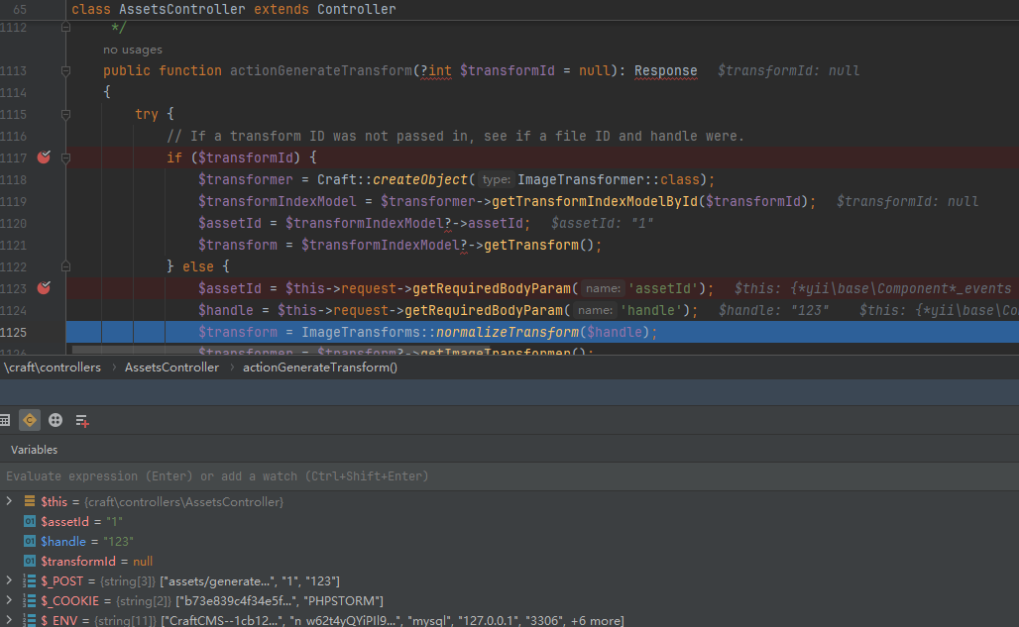 65 class AssetsController extends Controller
1112 */
no usages
1113 public function actionGenerateTransform(?int $transformId = null): Response $transformId: null
1114 {
1115 try {
1116 // If a transform ID was not passed in, see if a file ID and handle were.
1117 if ($transformId) {
1118 $transformer = Craft::createObject( type: ImageTransformer::class);
1119 $transformIndexModel = $transformer->getTransformIndexModelById($transformId); $transformId: null
1120 $assetId = $transformIndexModel?->assetId; $assetId: "1"
1121 $transform = $transformIndexModel?->getTransform();
1122 } else {
1123 $assetId = $this->request->getRequiredBodyParam( name: 'assetId'); $this: {*yii\base\Component*_events
1124 $handle = $this->request->getRequiredBodyParam( name: 'handle'); $handle: "123" $this: {*yii\base\Co
1125 $transform = ImageTransforms::normalizeTransform($handle);
1126 $transformer = $transform?->getImageTransformer();
\craft\controllers › AssetsController › actionGenerateTransform()
Variables
Evaluate expression (Enter) or add a watch (Ctrl+Shift+Enter)
$this = {craft\controllers\AssetsController}
$assetId = "1"
$handle = "123"
$transformId = null
$_POST = {string[3]} ["assets/generate...", "1", "123"]
$_COOKIE = {string[2]} ["b73e839c4f34e5f...", "PHPSTORM"]
$_ENV = {string[11]} ["CraftCMS--1cb12...", "n_w62t4yQYiPIl9...", "mysql", "127.0.0.1", "3306", +6 more]